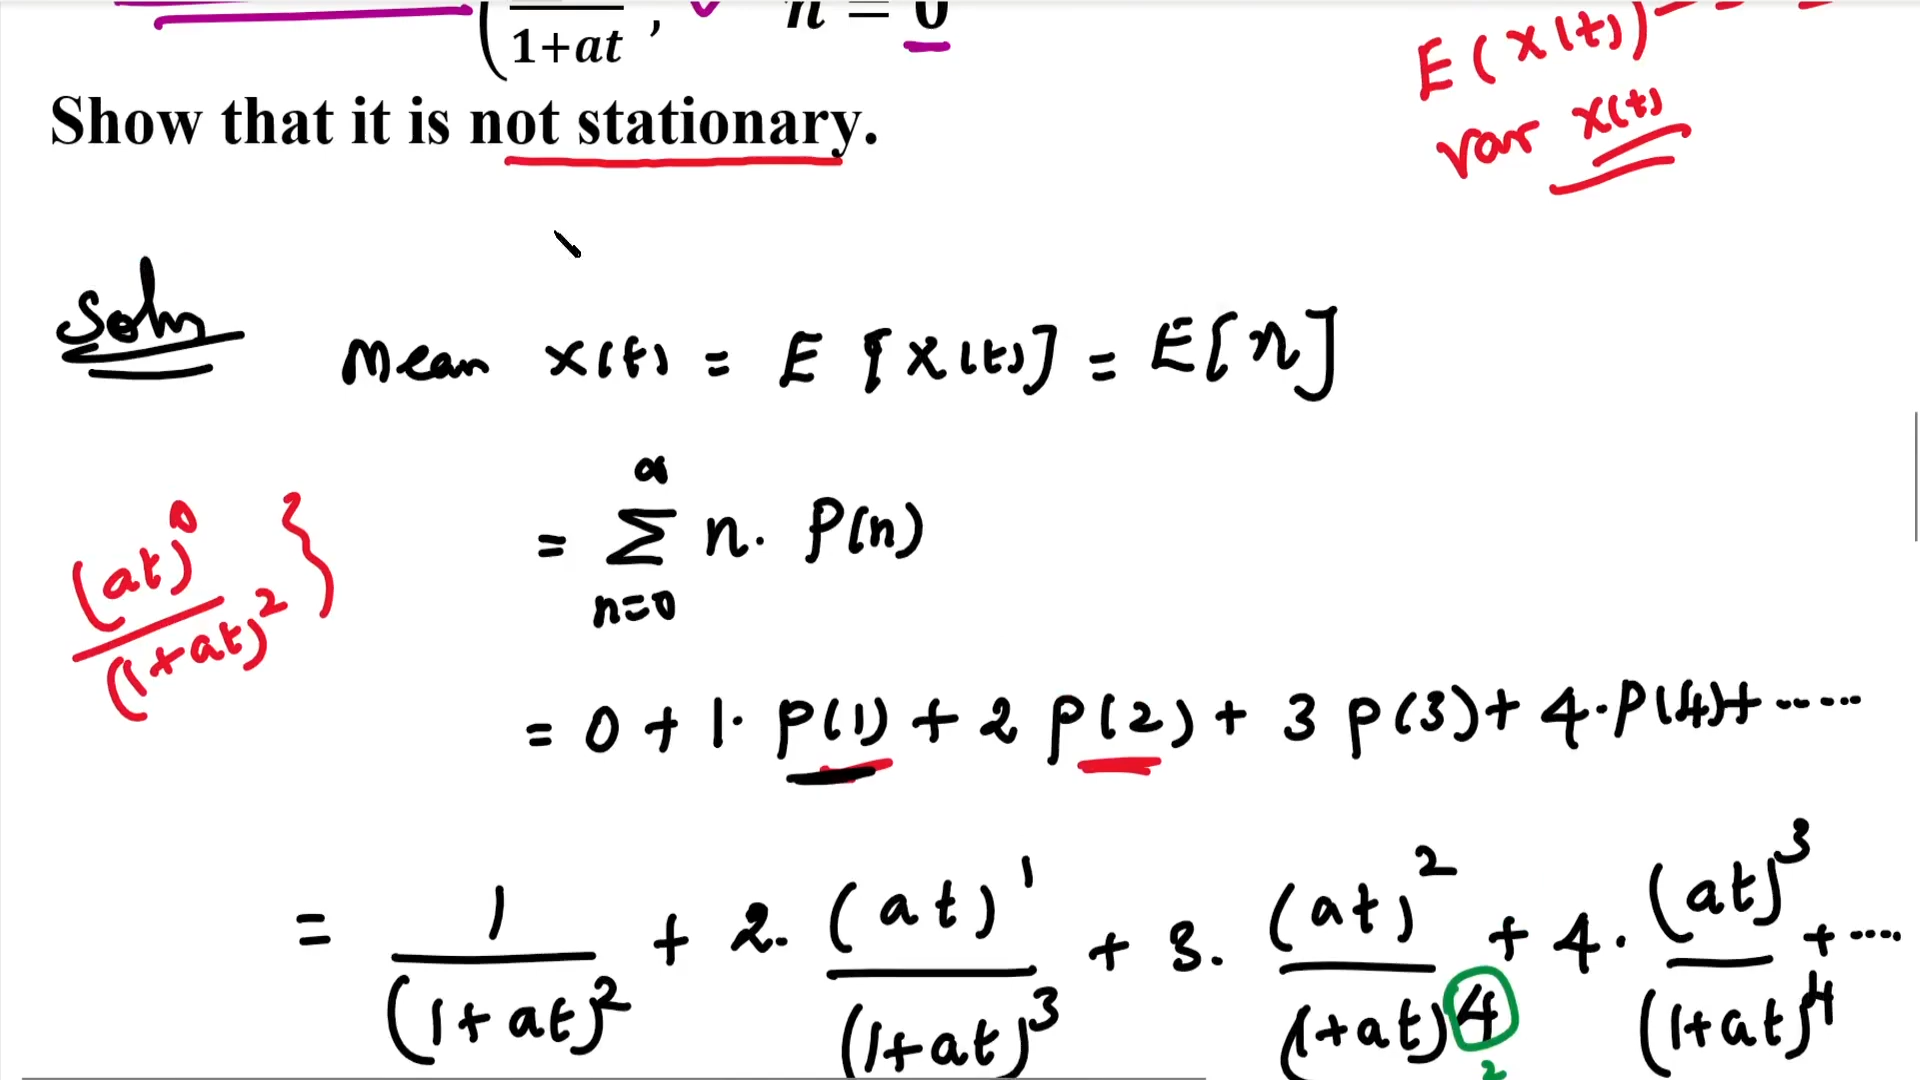 1+at , n = 0
E(X(t))
Show that it is not stationary.
var X(t)
Soln
Mean X(t) = E[X(t)] = E[n]
= ∞ Σ n=0 n. P(n)
(at)^0 / (1+at)^2 }
= 0 + 1. P(1) + 2 P(2) + 3 P(3) + 4.P(4) + ......
= 1/(1+at)^2 + 2. (at)^1/(1+at)^3 + 3. (at)^2/(1+at)^4 + 4. (at)^3/(1+at)^4 + ....
2